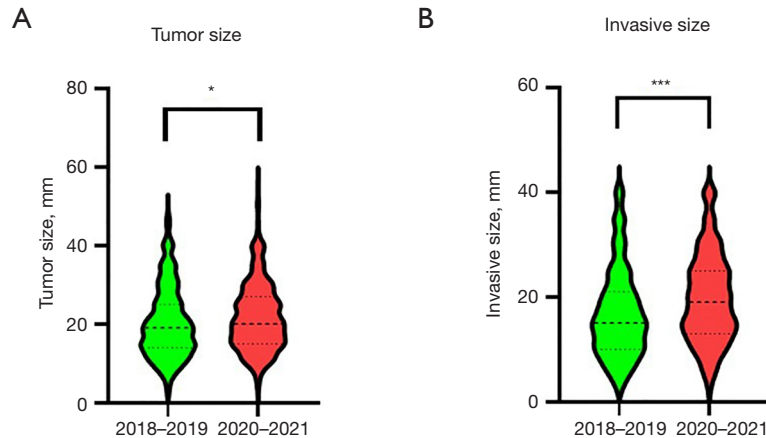 A
Tumor size
80
60
40
20
0
Tumor size, mm
*
2018–2019 2020–2021
B
Invasive size
60
40
20
0
Invasive size, mm
***
2018–2019 2020–2021